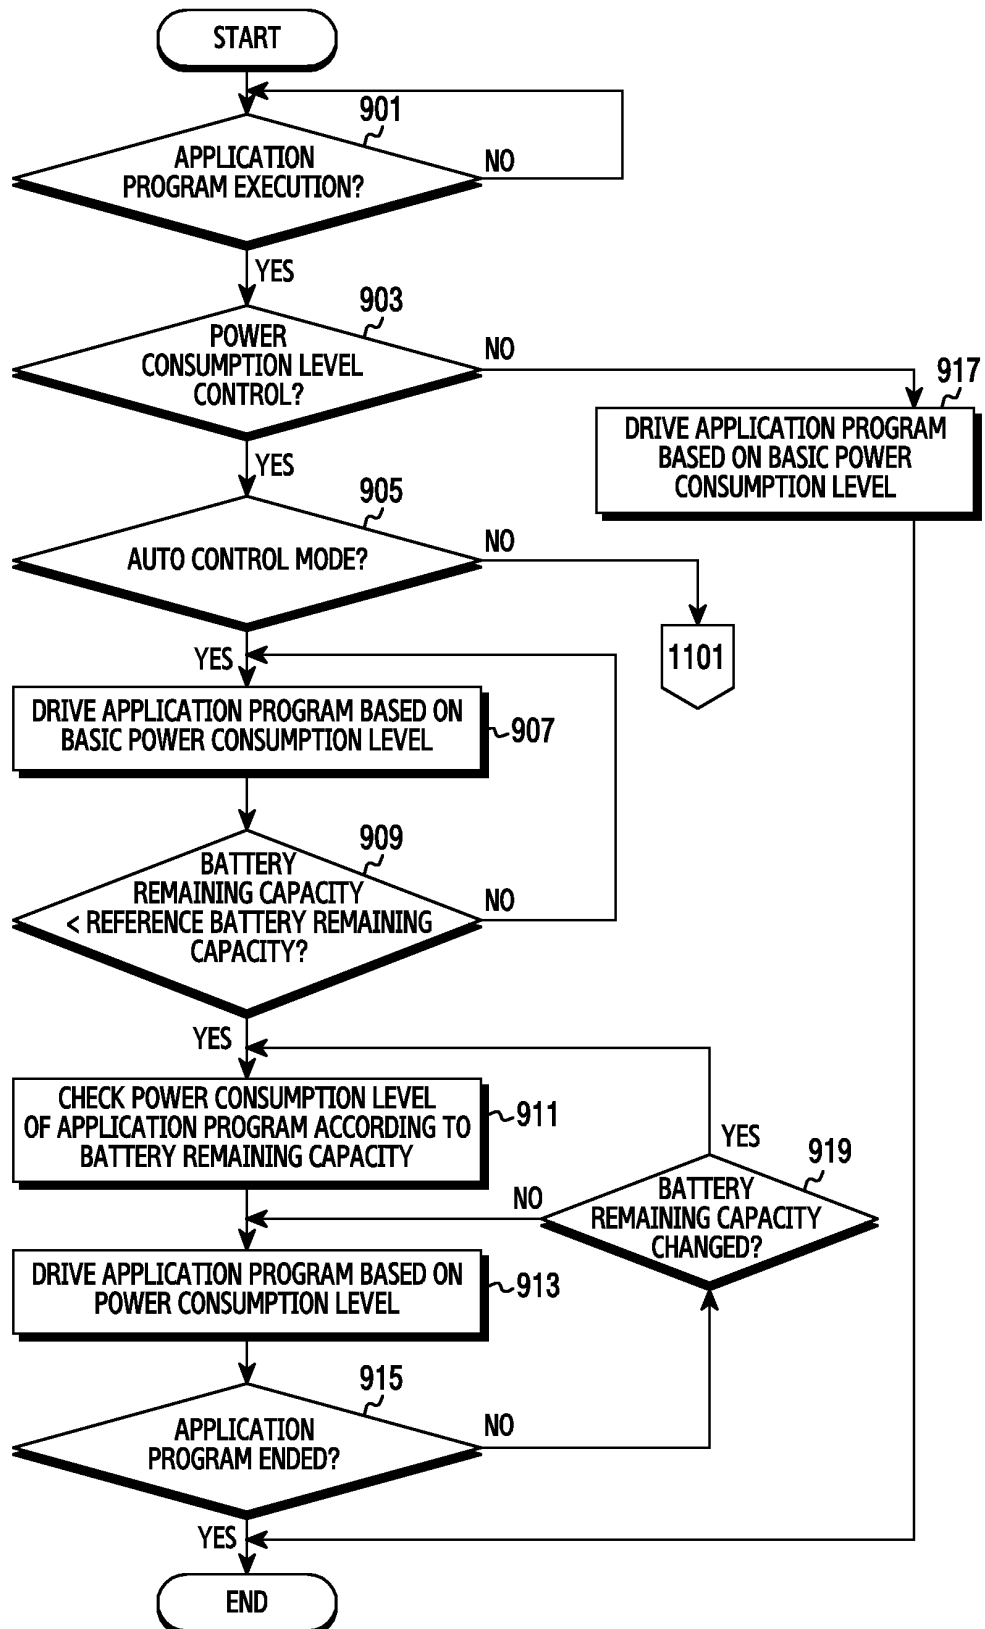 START
901
APPLICATION
PROGRAM EXECUTION?
NO
YES
903
POWER
CONSUMPTION LEVEL
CONTROL?
NO
917
DRIVE APPLICATION PROGRAM
BASED ON BASIC POWER
CONSUMPTION LEVEL
YES
905
AUTO CONTROL MODE?
NO
1101
YES
DRIVE APPLICATION PROGRAM BASED ON
BASIC POWER CONSUMPTION LEVEL
907
909
BATTERY
REMAINING CAPACITY
< REFERENCE BATTERY REMAINING
CAPACITY?
NO
YES
CHECK POWER CONSUMPTION LEVEL
OF APPLICATION PROGRAM ACCORDING TO
BATTERY REMAINING CAPACITY
911
YES
919
BATTERY
REMAINING CAPACITY
CHANGED?
NO
DRIVE APPLICATION PROGRAM BASED ON
POWER CONSUMPTION LEVEL
913
915
APPLICATION
PROGRAM ENDED?
NO
YES
END